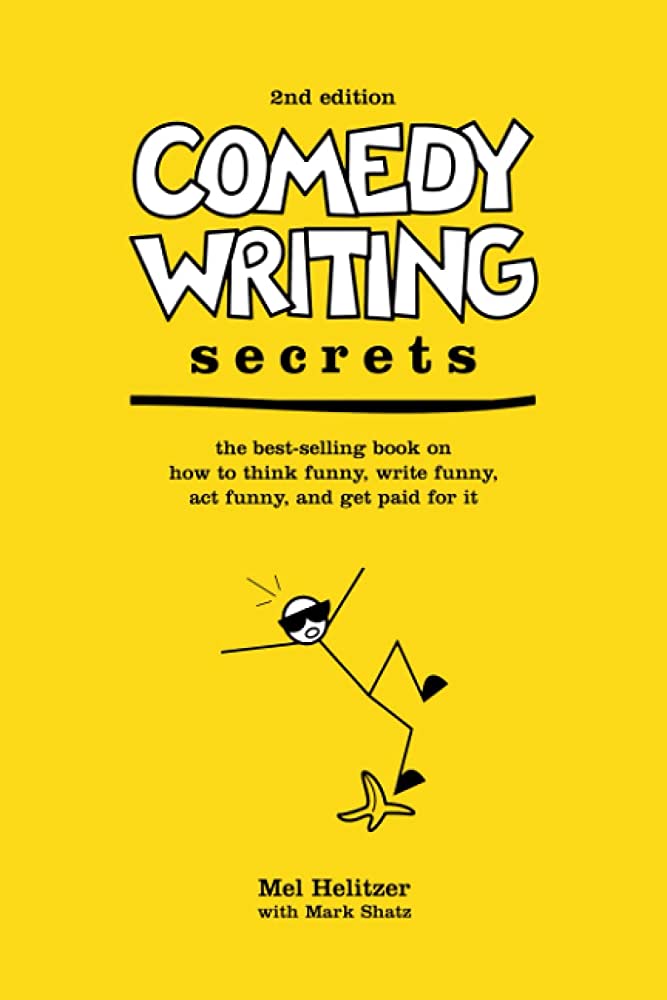 2nd edition
COMEDY
WRITING
secrets
the best-selling book on
how to think funny, write funny,
act funny, and get paid for it
Mel Helitzer
with Mark Shatz